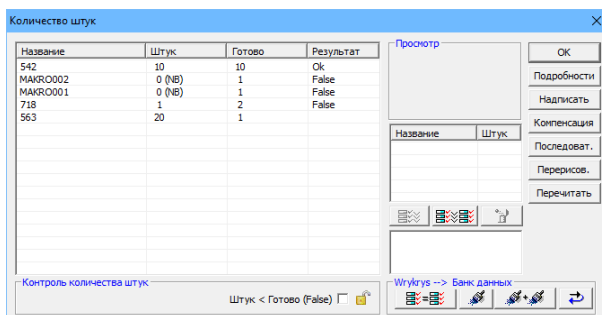 Количество штук
Название Штук Готово Результат
542 10 10 Ok
MAKRO002 0 (NB) 1 False
MAKRO001 0 (NB) 1 False
718 1 2 False
563 20 1
Контроль количества штук
Штук < Готово (False)
Просмотр
Название Штук
Wrykrys --> Банк данных
OK
Подробности
Надписать
Компенсация
Последоват.
Перерисов.
Перечитать